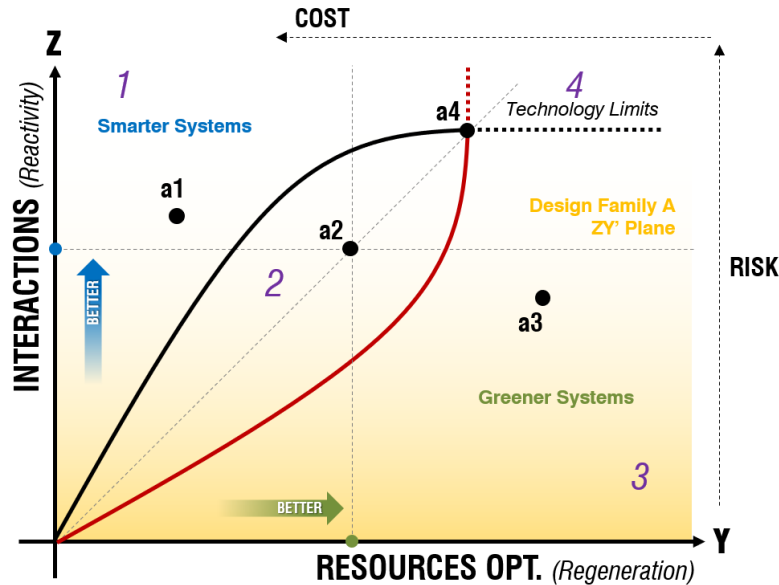 COST
Z
1
4
a4
Technology Limits
Smarter Systems
a1
Design Family A
ZY' Plane
a2
INTERACTIONS (Reactivity)
BETTER
2
RISK
a3
Greener Systems
3
BETTER
Y
RESOURCES OPT. (Regeneration)